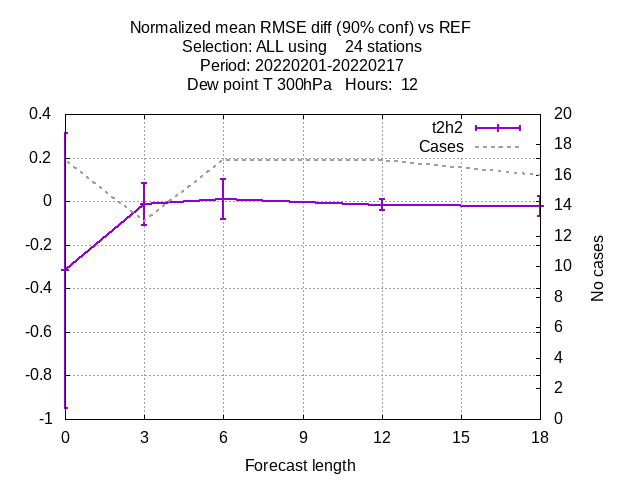 Normalized mean RMSE diff (90% conf) vs REF
Selection: ALL using    24 stations
Period: 20220201-20220217
Dew point T 300hPa   Hours:  12
0.4
0.2
0
-0.2
-0.4
-0.6
-0.8
-1
20
18
16
14
12
10
8
6
4
2
0
t2h2
Cases
No cases
0 3 6 9 12 15 18
Forecast length